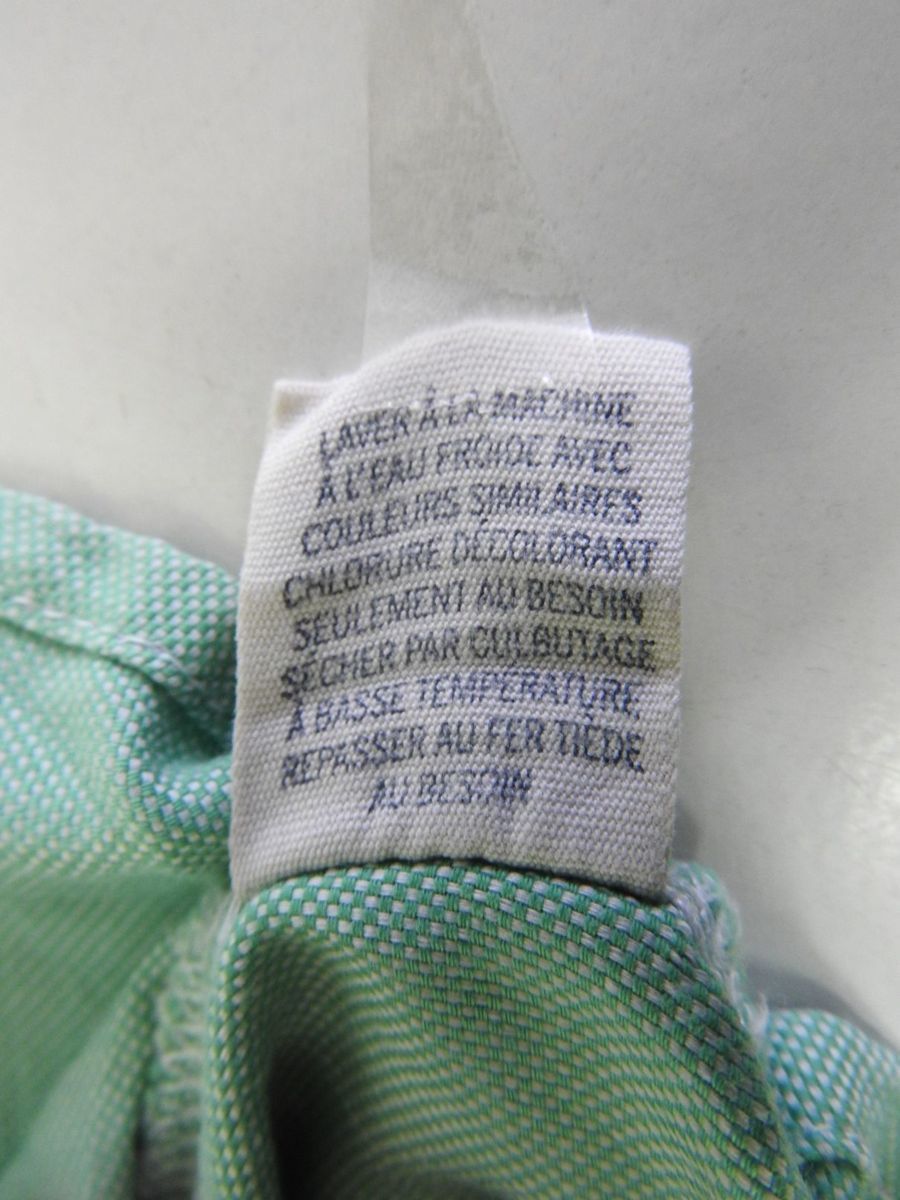 LAVER À LA MACHINE
À L'EAU FROIDE AVEC
COULEURS SIMILAIRES
CHLORURE DÉCOLORANT
SEULEMENT AU BESOIN
SÉCHER PAR CULBUTAGE
À BASSE TEMPÉRATURE
REPASSER AU FER TIÈDE
AU BESOIN